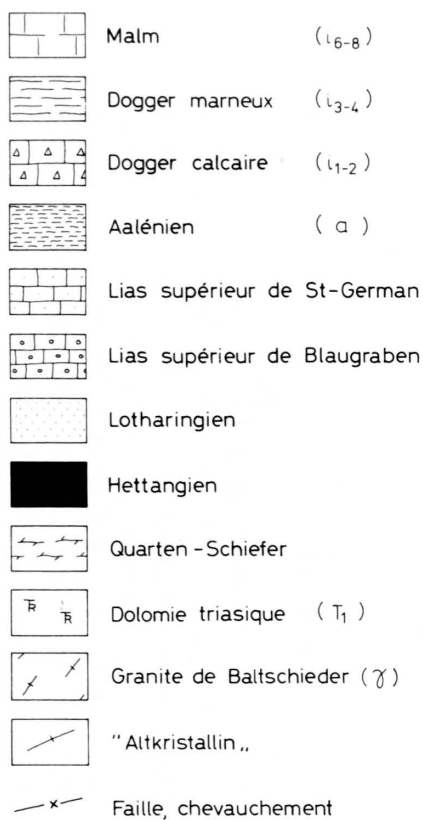 Malm (ι6-8)
Dogger marneux (ι3-4)
Dogger calcaire (ι1-2)
Aalénien (a)
Lias supérieur de St-German
Lias supérieur de Blaugraben
Lotharingien
Hettangien
Quarten-Schiefer
Dolomie triasique (T1)
Granite de Baltschieder (γ)
"Altkristallin„
Faille, chevauchement